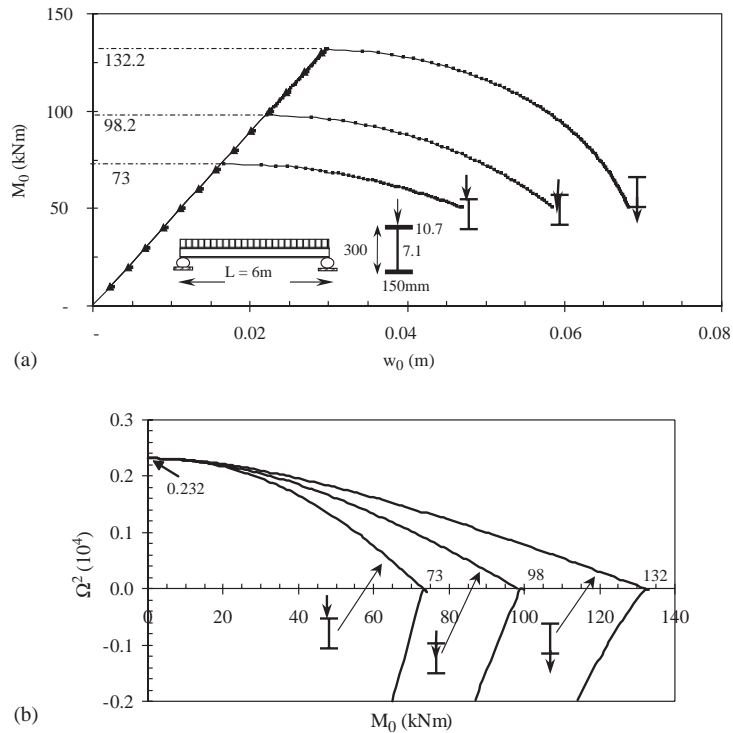 150
132.2
100
98.2
73
50
-
M0 (kNm)
10.7
300
7.1
150mm
L = 6m
- 0.02 0.04 0.06 0.08
w0 (m)
(a)
0.3
0.2
0.232
0.1
0.0
-0.1
-0.2
Ω2 (104)
73 98 132
0 20 40 60 80 100 120 140
M0 (kNm)
(b)